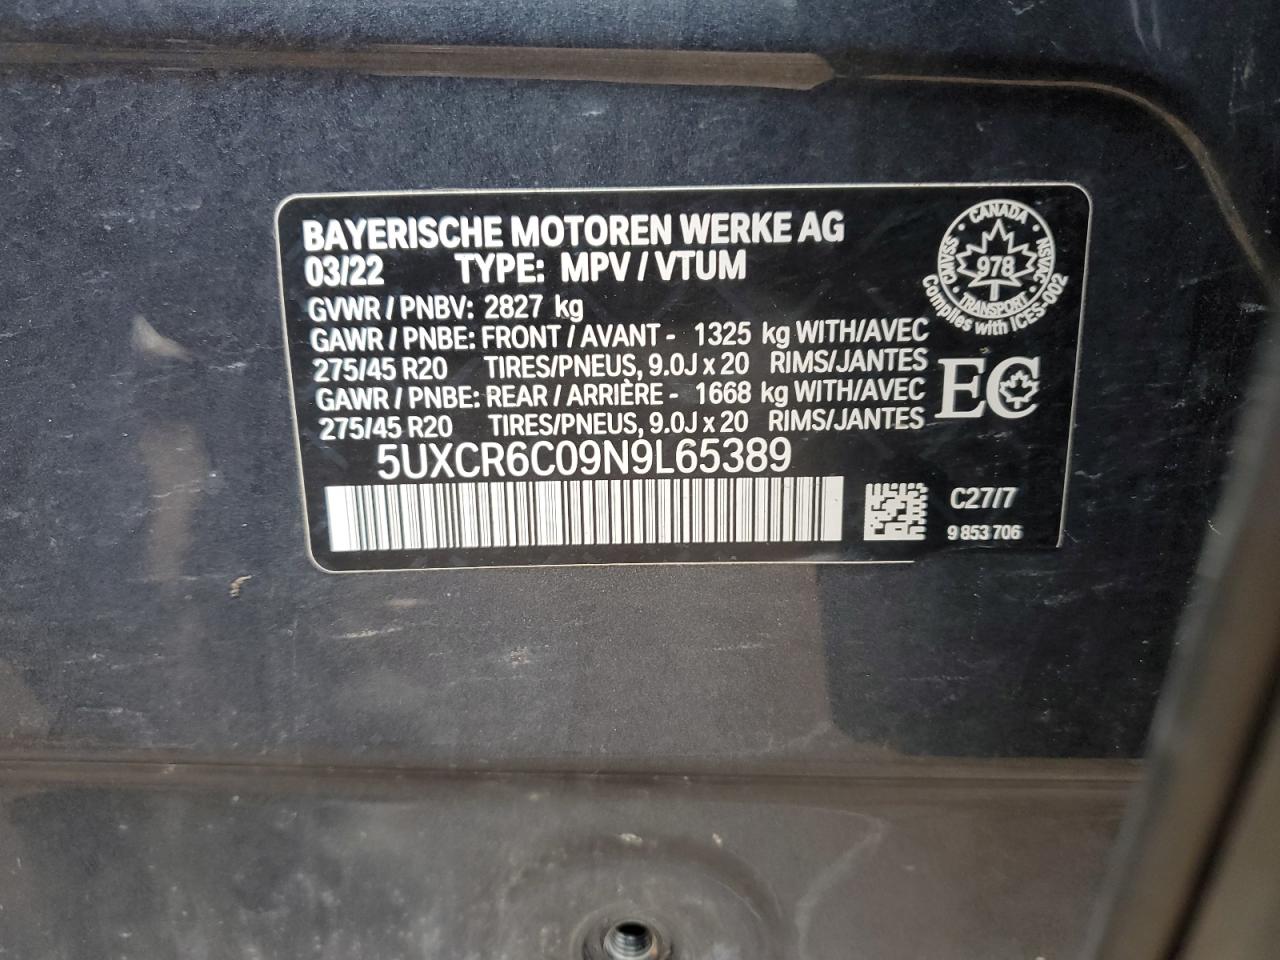 BAYERISCHE MOTOREN WERKE AG
03/22 TYPE: MPV / VTUM
GVWR / PNBV: 2827 kg
GAWR / PNBE: FRONT / AVANT - 1325 kg WITH/AVEC
275/45 R20 TIRES/PNEUS, 9.0J x 20 RIMS/JANTES
GAWR / PNBE: REAR / ARRIÈRE - 1668 kg WITH/AVEC
275/45 R20 TIRES/PNEUS, 9.0J x 20 RIMS/JANTES
5UXCR6C09N9L65389
CANADA
CMVSS
NSVAC
978
TRANSPORT
Complies with ICES-002
EC
C27/7
9 853 706